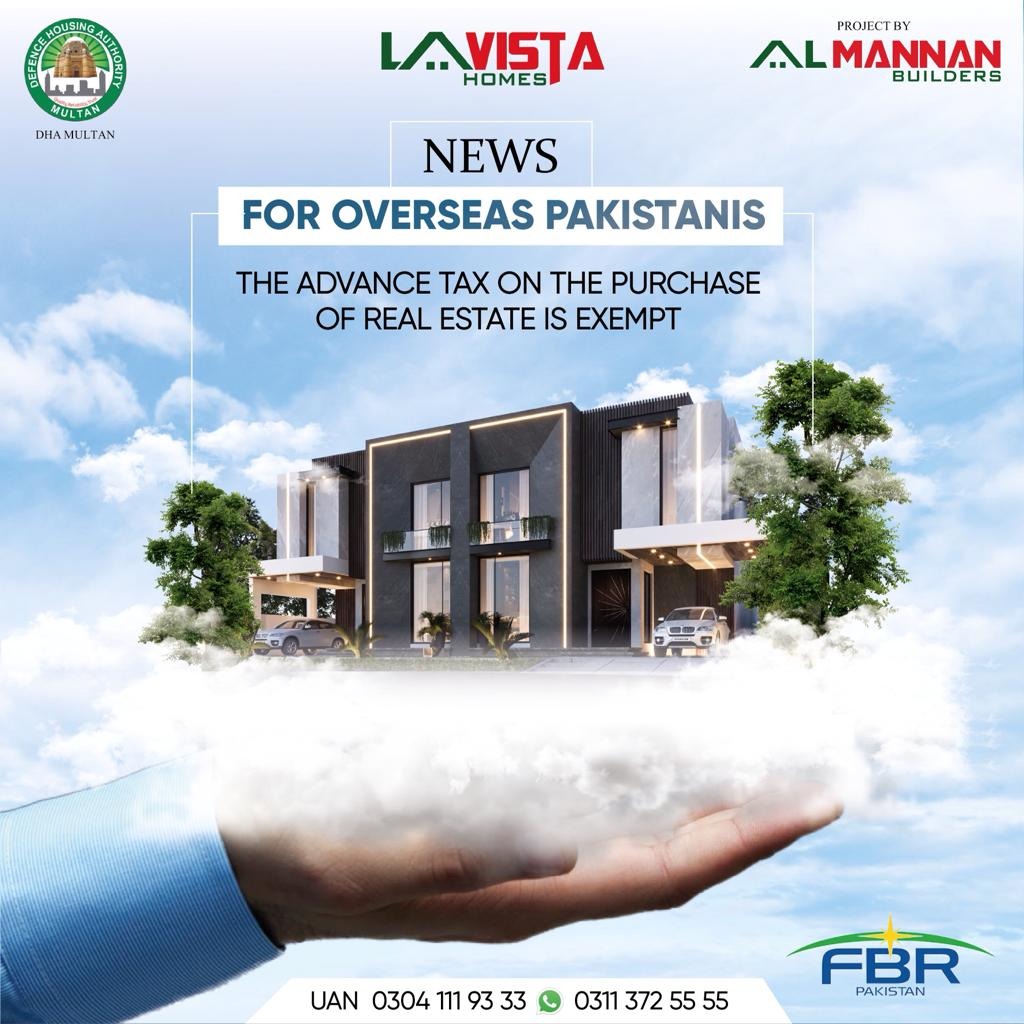 DEFENCE HOUSING AUTHORITY
MULTAN
DHA MULTAN
LAVISTA
HOMES
PROJECT BY
ALMANNAN
BUILDERS
NEWS
FOR OVERSEAS PAKISTANIS
THE ADVANCE TAX ON THE PURCHASE
OF REAL ESTATE IS EXEMPT
FBR
PAKISTAN
UAN 0304 111 93 33 0311 372 55 55